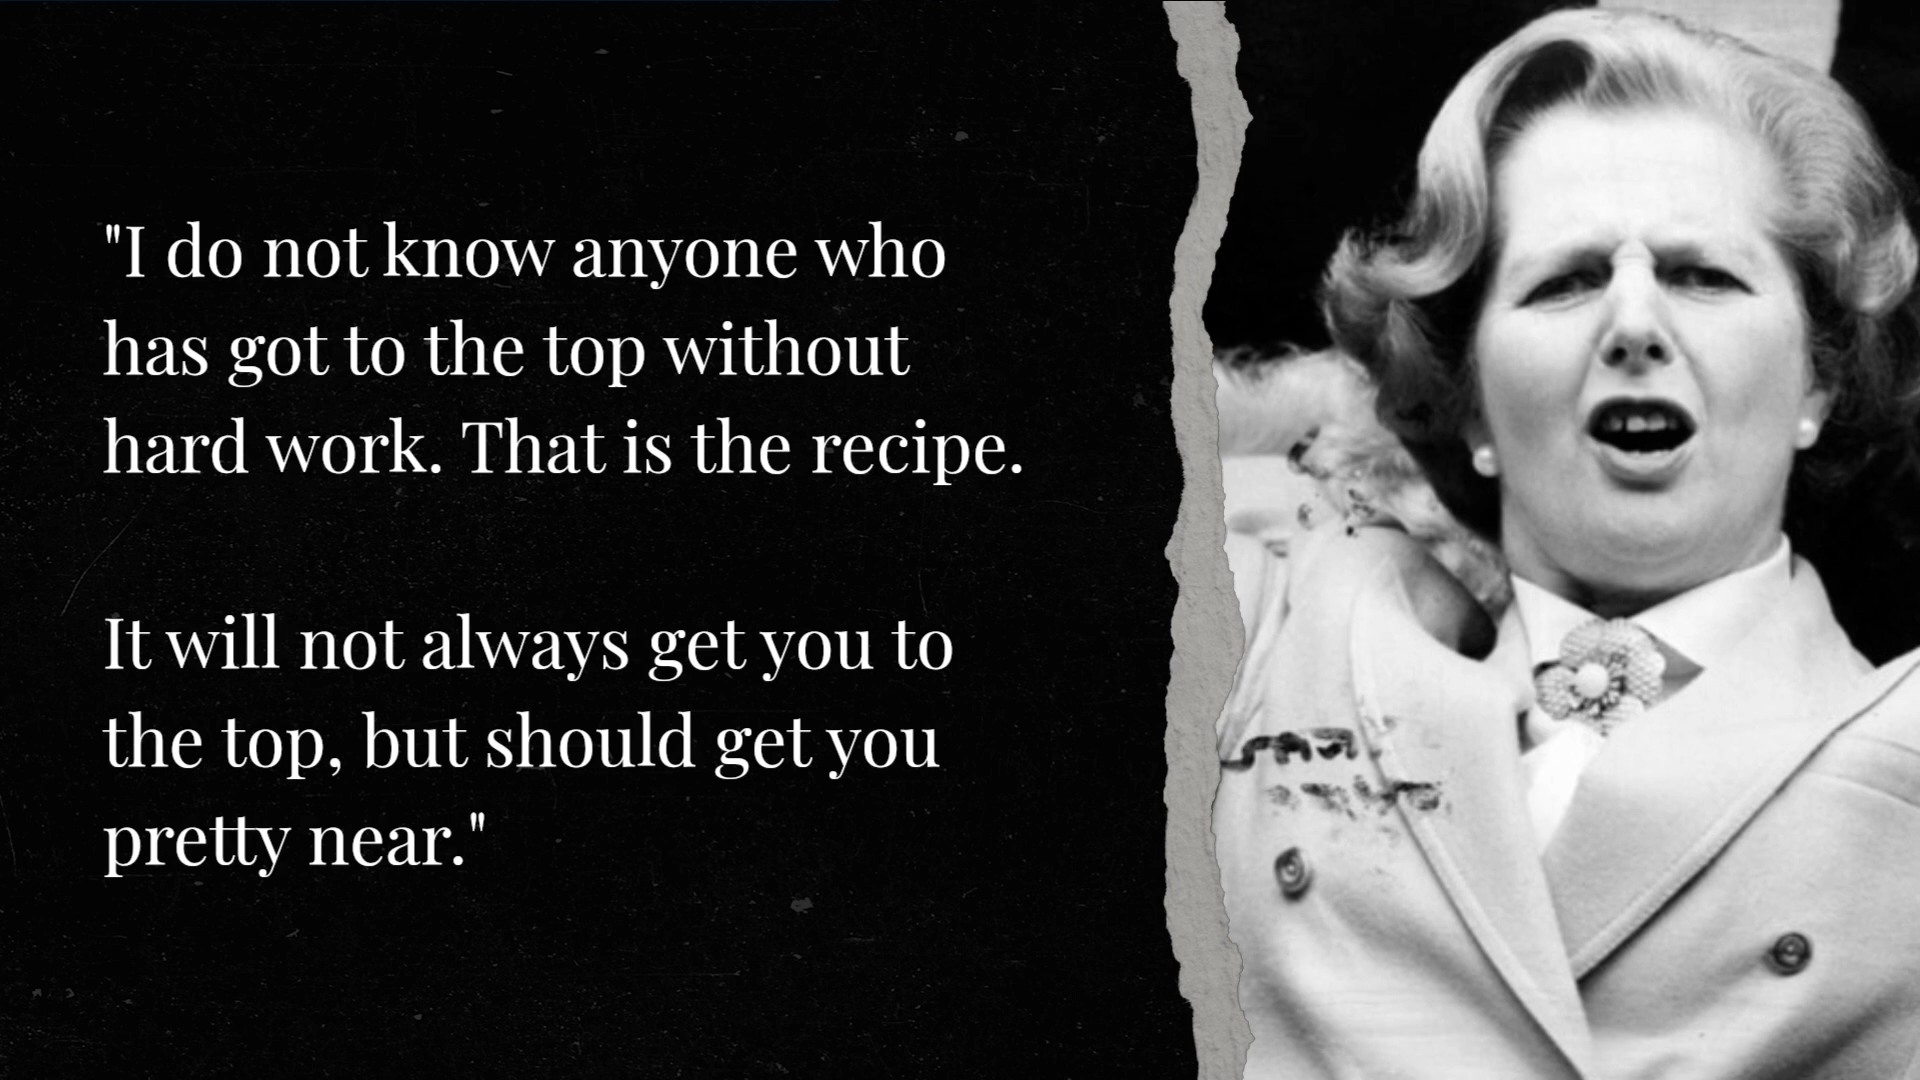 "I do not know anyone who
has got to the top without
hard work. That is the recipe.
It will not always get you to
the top, but should get you
pretty near."